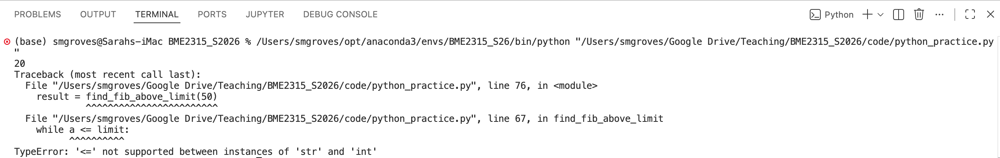 PROBLEMS OUTPUT TERMINAL PORTS JUPYTER DEBUG CONSOLE Python
(base) smgroves@Sarahs-iMac BME2315_S2026 % /Users/smgroves/opt/anaconda3/envs/BME2315_S26/bin/python "/Users/smgroves/Google Drive/Teaching/BME2315_S2026/code/python_practice.py
"
20
Traceback (most recent call last):
  File "/Users/smgroves/Google Drive/Teaching/BME2315_S2026/code/python_practice.py", line 76, in <module>
    result = find_fib_above_limit(50)
             ^^^^^^^^^^^^^^^^^^^^^^^^
  File "/Users/smgroves/Google Drive/Teaching/BME2315_S2026/code/python_practice.py", line 67, in find_fib_above_limit
    while a <= limit:
          ^^^^^^^^^^
TypeError: '<=' not supported between instances of 'str' and 'int'